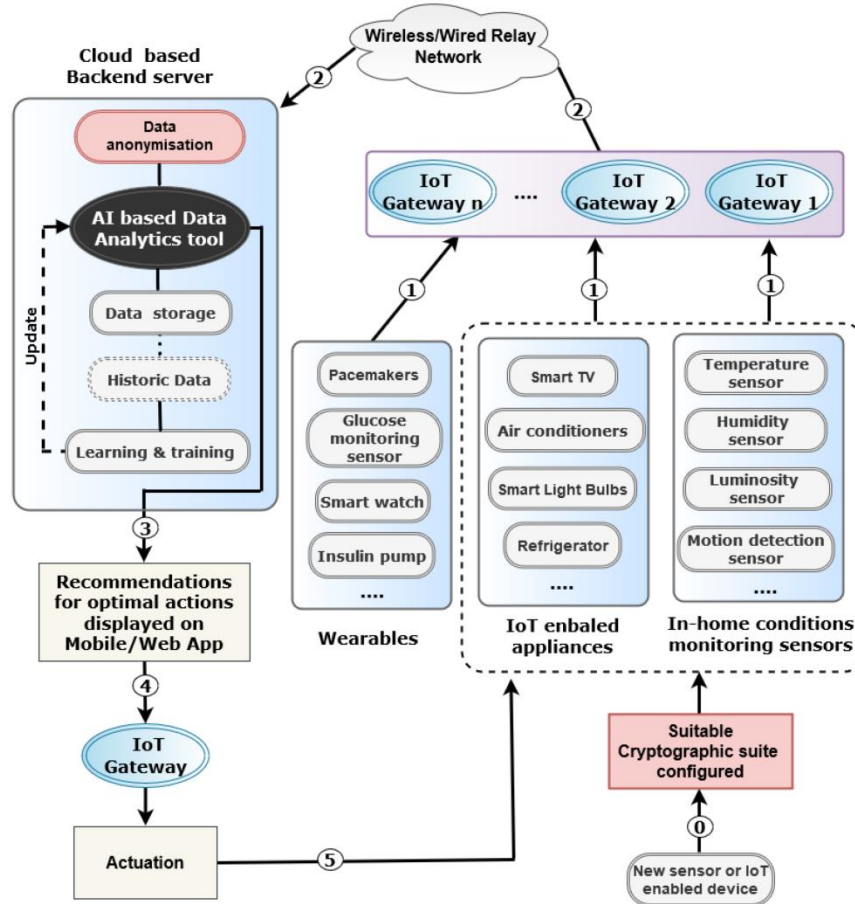 Cloud based
Backend server
Wireless/Wired Relay
Network
2
2
Data
anonymisation
AI based Data
Analytics tool
Data storage
Historic Data
Learning & training
Update
IoT
Gateway n
....
IoT
Gateway 2
IoT
Gateway 1
1
1
1
Pacemakers
Glucose
monitoring
sensor
Smart watch
Insulin pump
....
Wearables
Smart TV
Air conditioners
Smart Light Bulbs
Refrigerator
....
IoT enbaled
appliances
Temperature
sensor
Humidity
sensor
Luminosity
sensor
Motion detection
sensor
....
In-home conditions
monitoring sensors
3
Recommendations
for optimal actions
displayed on
Mobile/Web App
4
IoT
Gateway
Actuation
5
Suitable
Cryptographic suite
configured
0
New sensor or IoT
enabled device